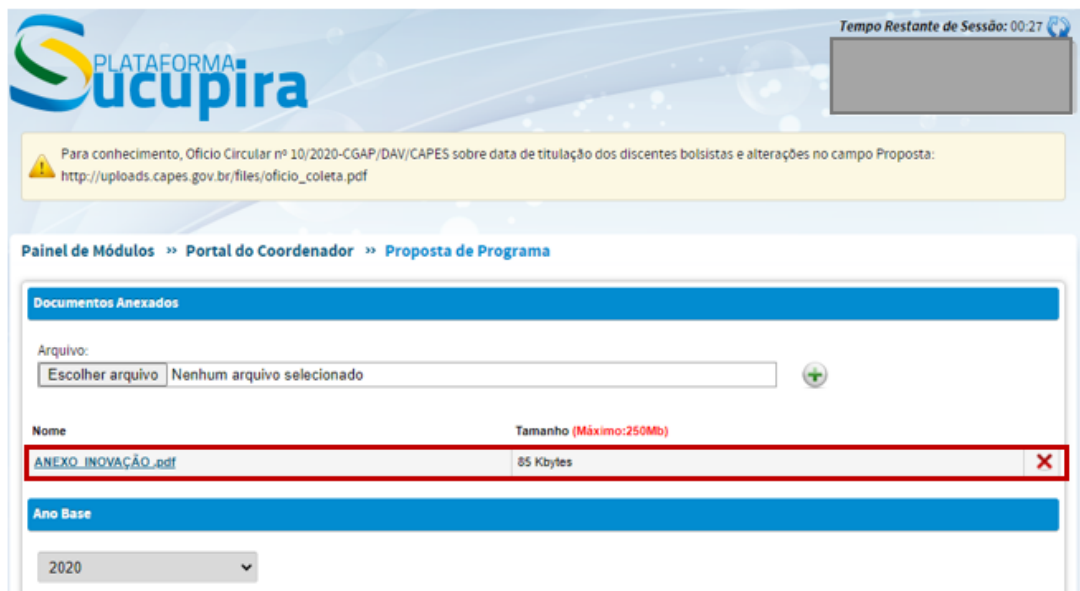 Tempo Restante de Sessão: 00:27
PLATAFORMA
Sucupira
Para conhecimento, Oficio Circular nº 10/2020-CGAP/DAV/CAPES sobre data de titulação dos discentes bolsistas e alterações no campo Proposta:
http://uploads.capes.gov.br/files/oficio_coleta.pdf
Painel de Módulos » Portal do Coordenador » Proposta de Programa
Documentos Anexados
Arquivo:
Escolher arquivo Nenhum arquivo selecionado
Nome Tamanho (Máximo:250Mb)
ANEXO_INOVAÇÃO.pdf 85 Kbytes
Ano Base
2020